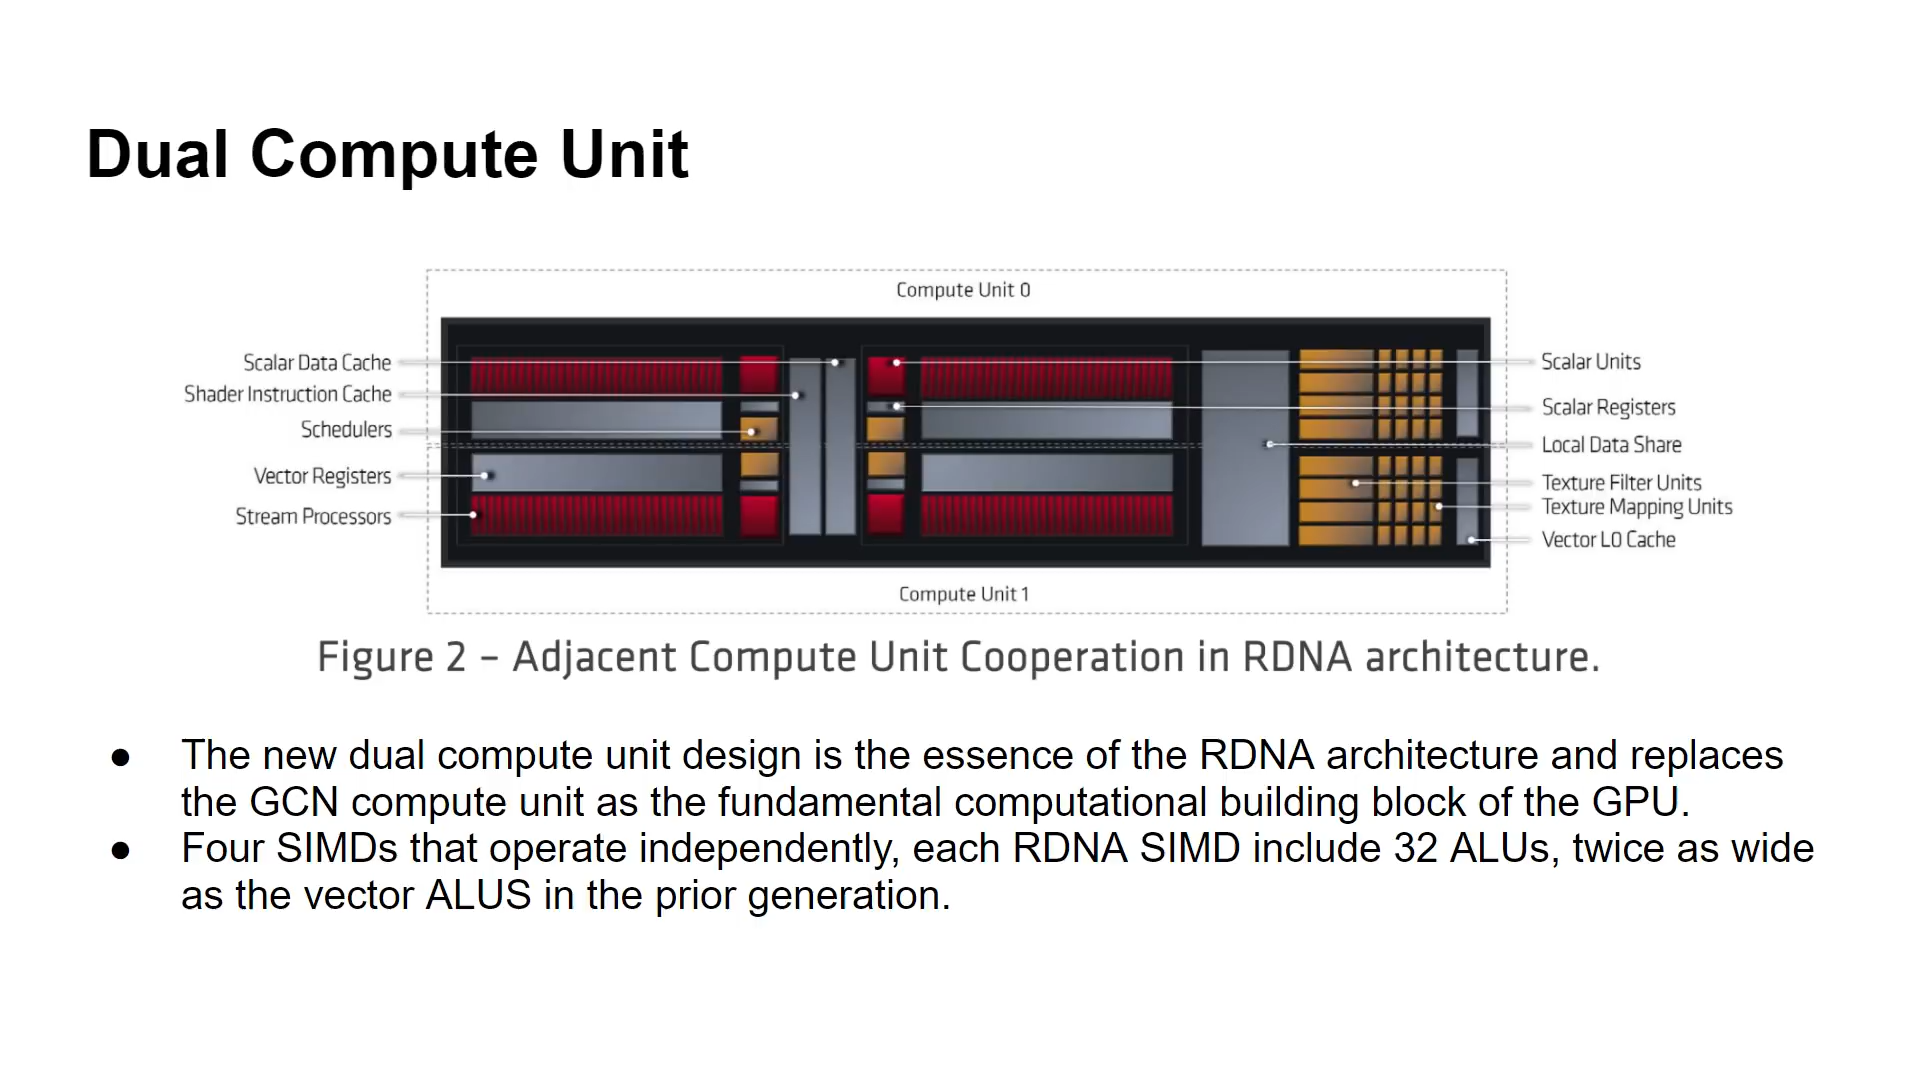 Dual Compute Unit
Compute Unit 0
Scalar Data Cache
Shader Instruction Cache
Schedulers
Vector Registers
Stream Processors
Scalar Units
Scalar Registers
Local Data Share
Texture Filter Units
Texture Mapping Units
Vector L0 Cache
Compute Unit 1
Figure 2 – Adjacent Compute Unit Cooperation in RDNA architecture.
● The new dual compute unit design is the essence of the RDNA architecture and replaces
the GCN compute unit as the fundamental computational building block of the GPU.
● Four SIMDs that operate independently, each RDNA SIMD include 32 ALUs, twice as wide
as the vector ALUS in the prior generation.